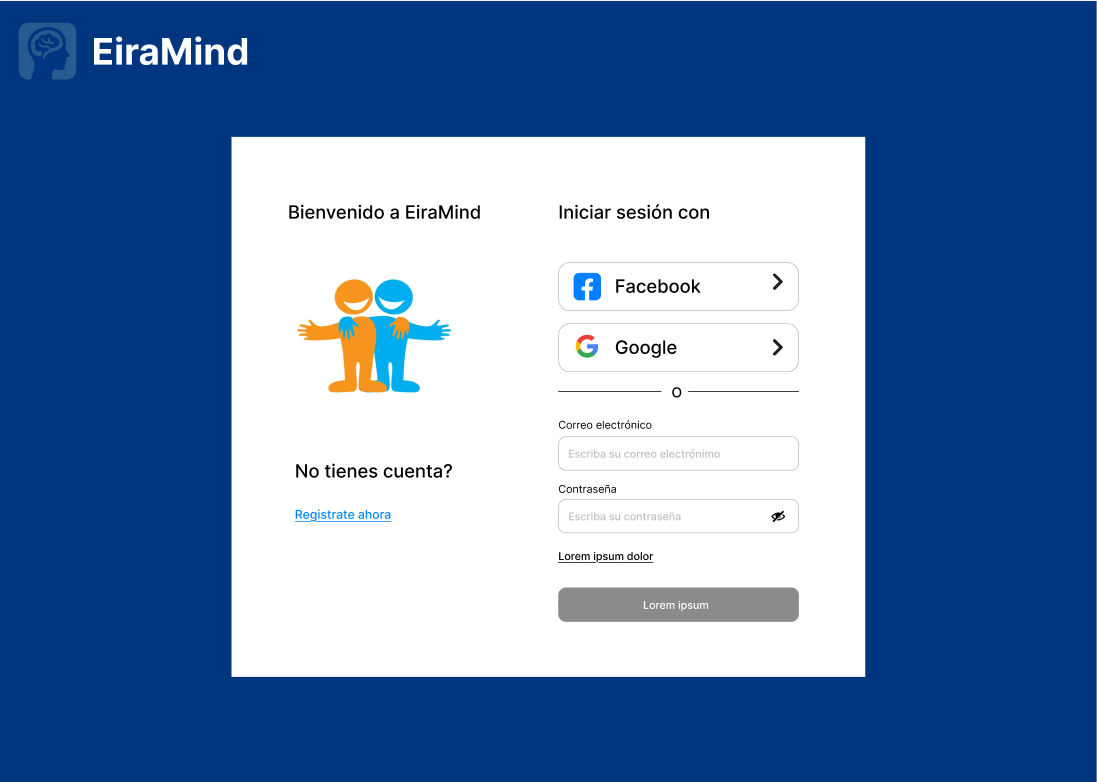 EiraMind
Bienvenido a EiraMind
No tienes cuenta?
Registrate ahora
Iniciar sesión con
Facebook
Google
O
Correo electrónico
Escriba su correo electrónimo
Contraseña
Escriba su contraseña
Lorem ipsum dolor
Lorem ipsum